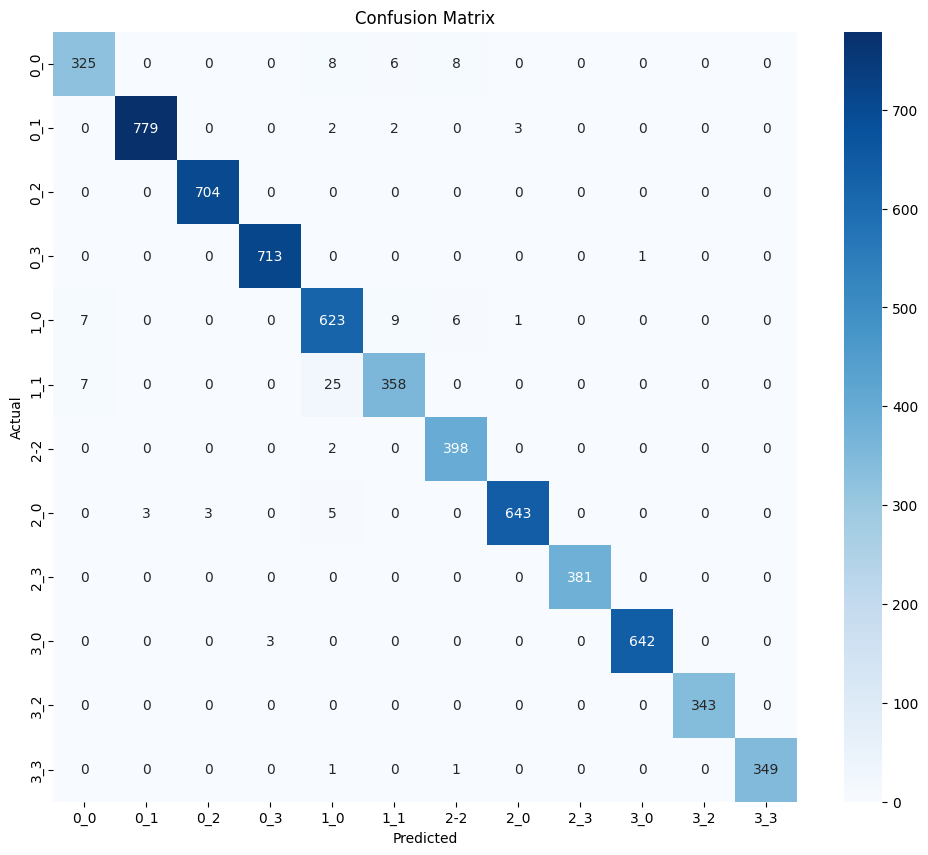 Confusion Matrix
0_0 325 0 0 0 8 6 8 0 0 0 0 0
0_1 0 779 0 0 2 2 0 3 0 0 0 0
0_2 0 0 704 0 0 0 0 0 0 0 0 0
0_3 0 0 0 713 0 0 0 0 0 1 0 0
1_0 7 0 0 0 623 9 6 1 0 0 0 0
1_1 7 0 0 0 25 358 0 0 0 0 0 0
2-2 0 0 0 0 2 0 398 0 0 0 0 0
2_0 0 3 3 0 5 0 0 643 0 0 0 0
2_3 0 0 0 0 0 0 0 0 381 0 0 0
3_0 0 0 0 3 0 0 0 0 0 642 0 0
3_2 0 0 0 0 0 0 0 0 0 0 343 0
3_3 0 0 0 0 1 0 1 0 0 0 0 349
0_0 0_1 0_2 0_3 1_0 1_1 2-2 2_0 2_3 3_0 3_2 3_3
Predicted
Actual
700
600
500
400
300
200
100
0